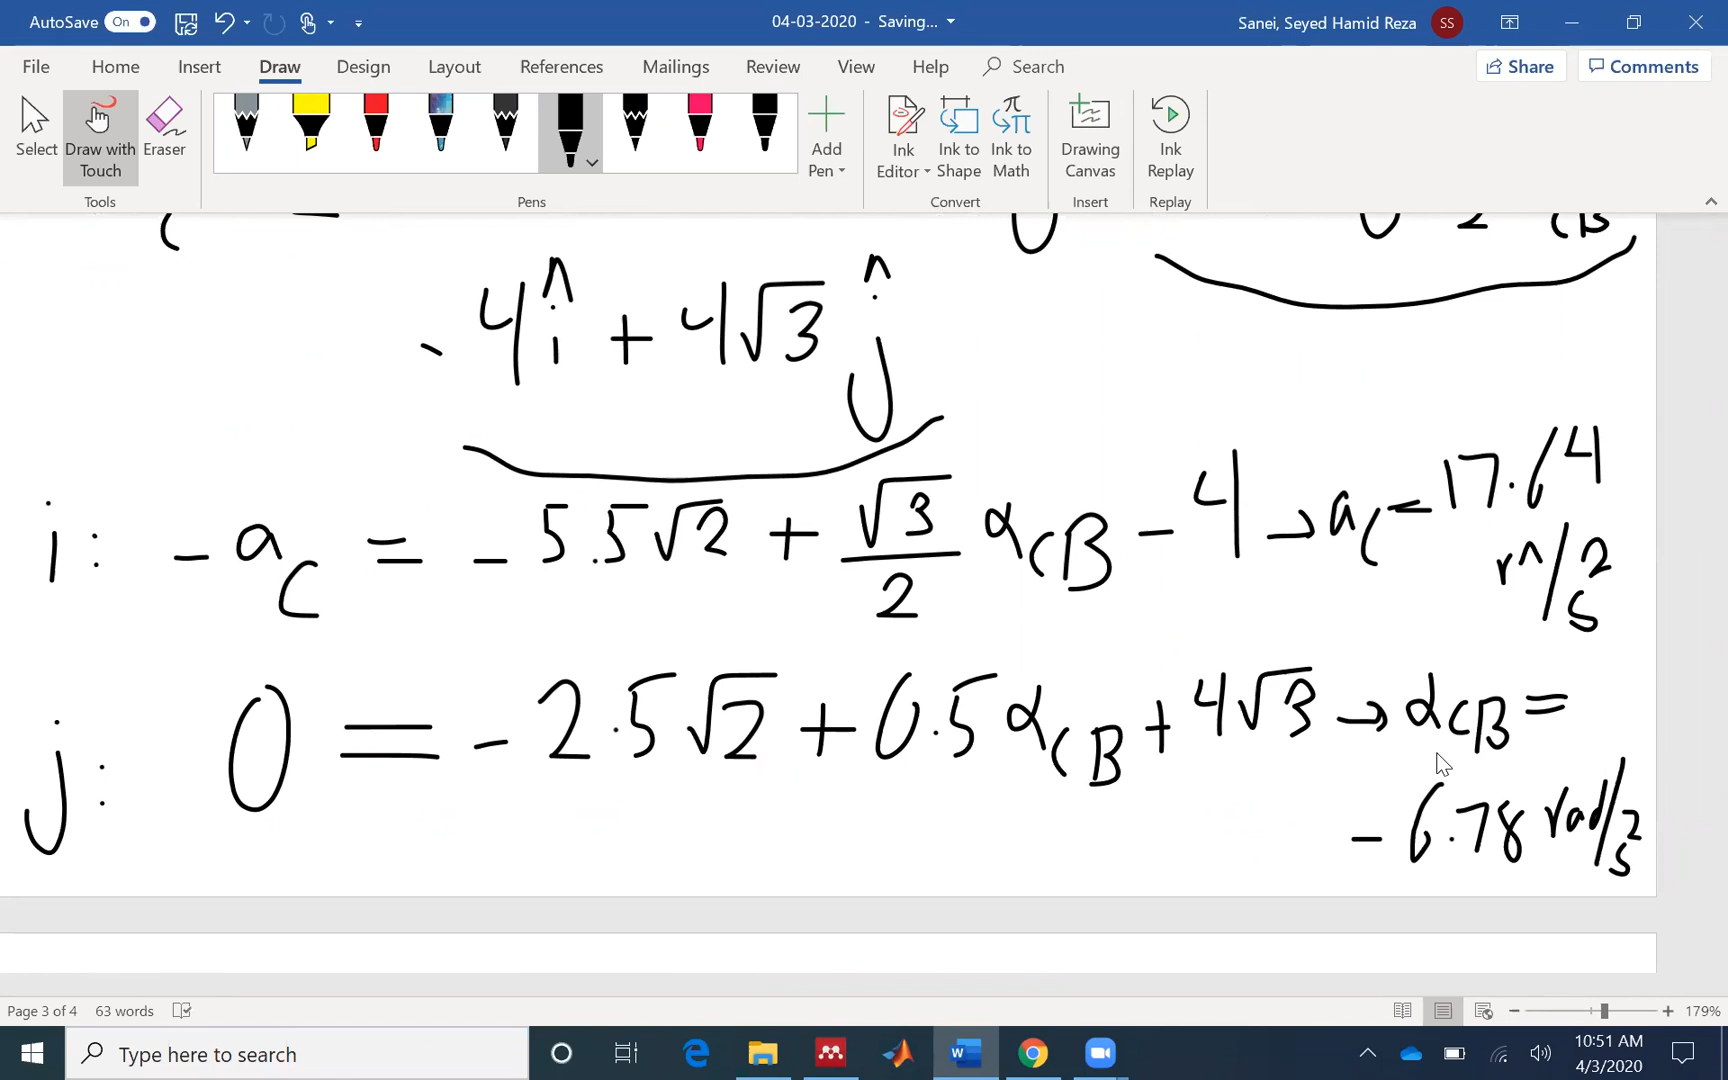 AutoSave On 04-03-2020 - Saving... Sanei, Seyed Hamid Reza SS
File Home Insert Draw Design Layout References Mailings Review View Help Search Share Comments
Select Draw with Touch Eraser Add Pen Ink Editor Ink to Shape Ink to Math Drawing Canvas Ink Replay
Tools Pens Convert Insert Replay
- 4î + 4√3 ĵ
i: - a_C = - 5.5√2 + √3/2 α_CB - 4 → a_C = 17.64 m/s²
j: 0 = - 2.5√2 + 0.5 α_CB + 4√3 → α_CB =
- 6.78 rad/s²
Page 3 of 4 63 words 179%
Type here to search 10:51 AM
4/3/2020